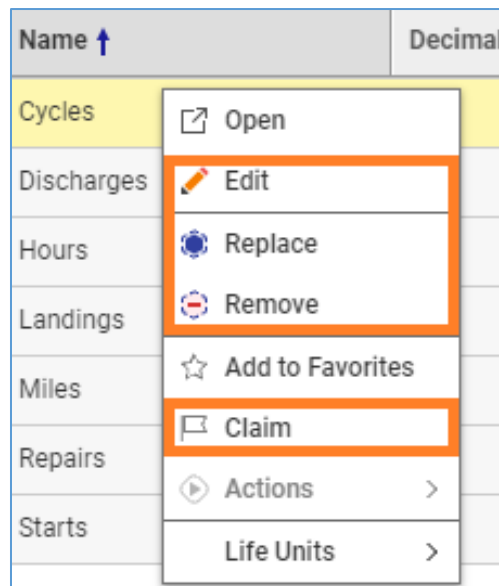 Name Decimal
Cycles
Discharges
Hours
Landings
Miles
Repairs
Starts
Open
Edit
Replace
Remove
Add to Favorites
Claim
Actions
Life Units